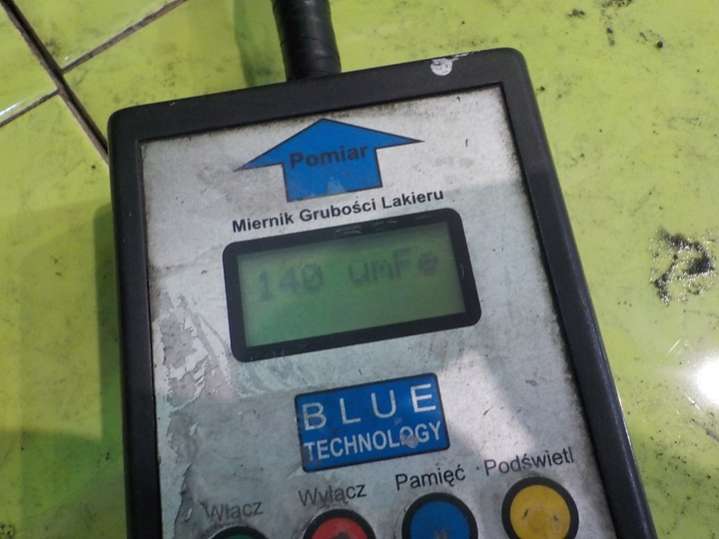 Pomiar
Miernik Grubości Lakieru
140 umFe
BLUE
TECHNOLOGY
Włącz Wyłącz Pamięć Podświetl